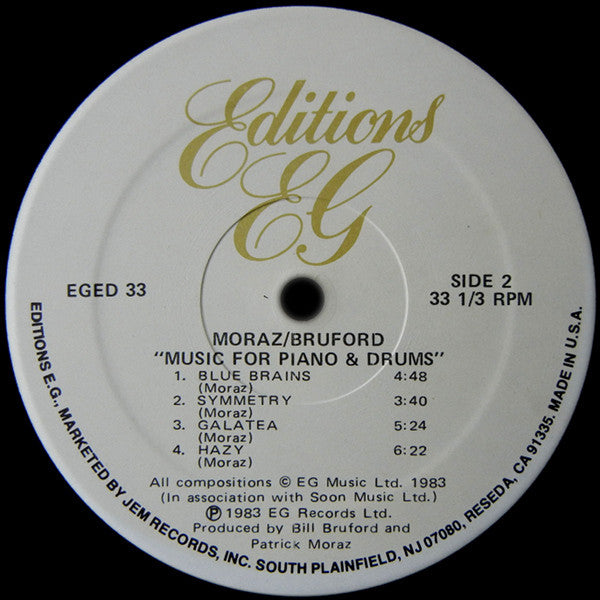 Editions
EG
EGED 33
SIDE 2
33 1/3 RPM
MORAZ/BRUFORD
"MUSIC FOR PIANO & DRUMS"
1. BLUE BRAINS 4:48
(Moraz)
2. SYMMETRY 3:40
(Moraz)
3. GALATEA 5:24
(Moraz)
4. HAZY 6:22
(Moraz)
All compositions © EG Music Ltd. 1983
(In association with Soon Music Ltd.)
℗ 1983 EG Records Ltd.
Produced by Bill Bruford and
Patrick Moraz
EDITIONS E.G., MARKETED BY JEM RECORDS, INC. SOUTH PLAINFIELD, NJ 07080, RESEDA, CA 91335. MADE IN U.S.A.